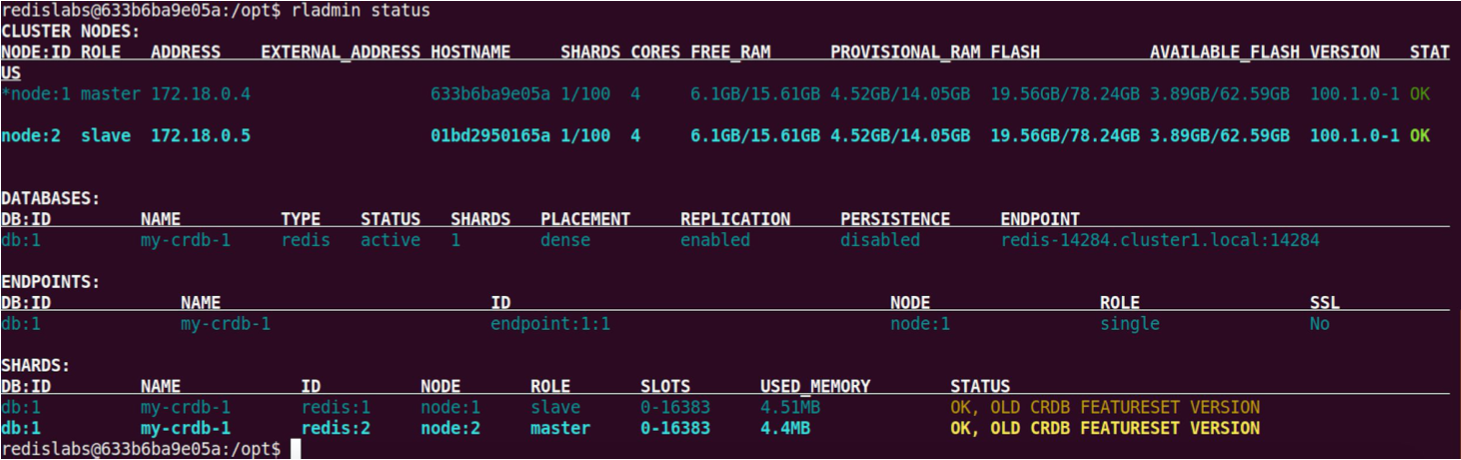 redislabs@633b6ba9e05a:/opt$ rladmin status
CLUSTER NODES:
NODE:ID ROLE   ADDRESS    EXTERNAL_ADDRESS HOSTNAME     SHARDS CORES FREE_RAM      PROVISIONAL_RAM FLASH           AVAILABLE_FLASH VERSION   STAT
US
*node:1 master 172.18.0.4                  633b6ba9e05a 1/100  4     6.1GB/15.61GB 4.52GB/14.05GB  19.56GB/78.24GB 3.89GB/62.59GB  100.1.0-1 OK
node:2  slave  172.18.0.5                  01bd2950165a 1/100  4     6.1GB/15.61GB 4.52GB/14.05GB  19.56GB/78.24GB 3.89GB/62.59GB  100.1.0-1 OK
DATABASES:
DB:ID         NAME          TYPE    STATUS   SHARDS   PLACEMENT     REPLICATION     PERSISTENCE     ENDPOINT
db:1          my-crdb-1     redis   active   1        dense         enabled         disabled        redis-14284.cluster1.local:14284
ENDPOINTS:
DB:ID             NAME                           ID                                      NODE                 ROLE                 SSL
db:1              my-crdb-1                      endpoint:1:1                            node:1               single               No
SHARDS:
DB:ID         NAME            ID          NODE       ROLE       SLOTS       USED_MEMORY        STATUS
db:1          my-crdb-1       redis:1     node:1     slave      0-16383     4.51MB             OK, OLD CRDB FEATURESET VERSION
db:1          my-crdb-1       redis:2     node:2     master     0-16383     4.4MB              OK, OLD CRDB FEATURESET VERSION
redislabs@633b6ba9e05a:/opt$